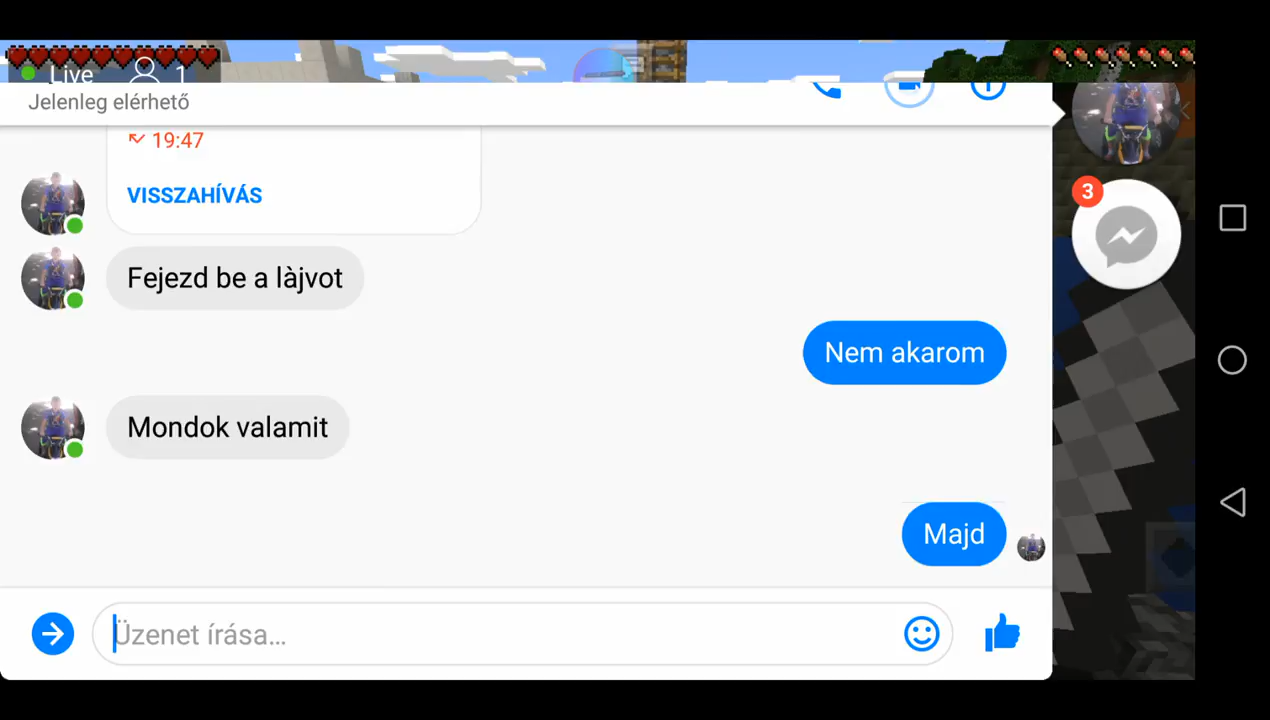 Live 1
Jelenleg elérhető
19:47
VISSZAHÍVÁS
3
Fejezd be a làjvot
Nem akarom
Mondok valamit
Majd
Üzenet írása...